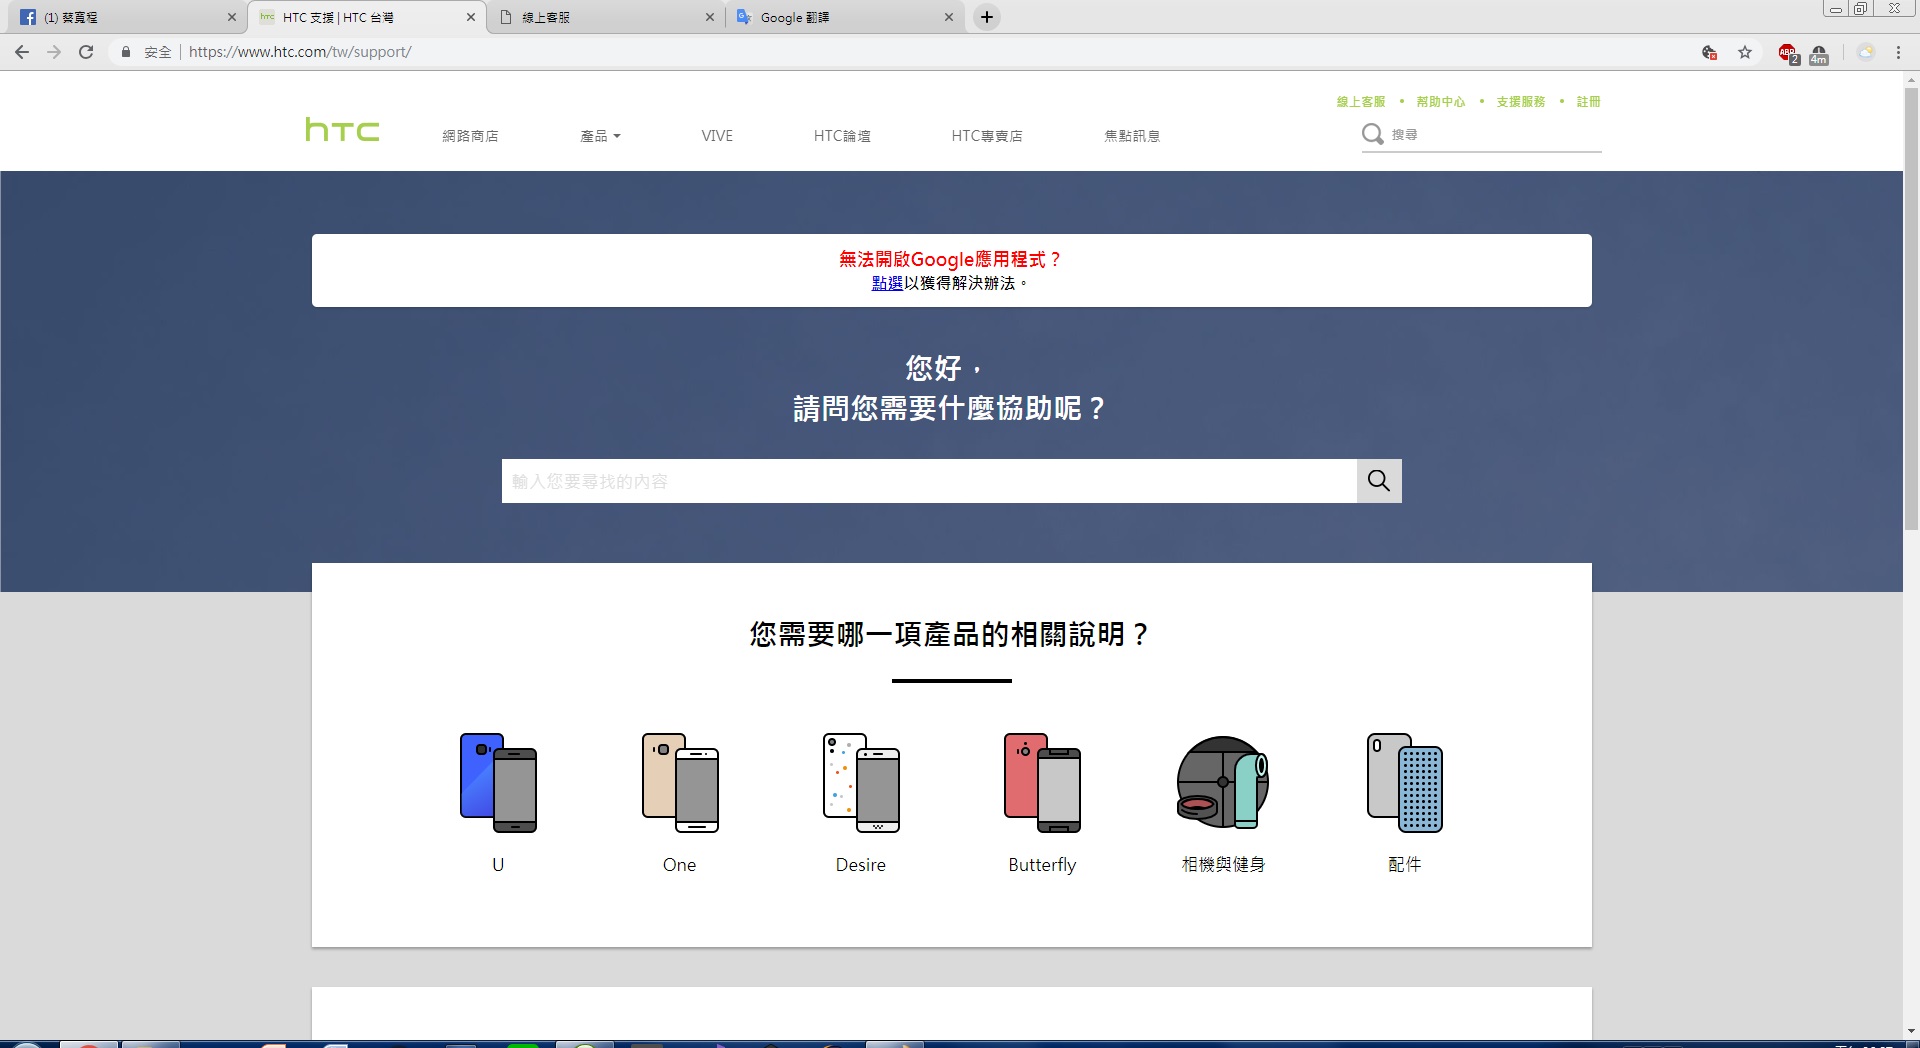 (1) 蔡寬程
HTC 支援 | HTC 台灣
線上客服
Google 翻譯
安全
https://www.htc.com/tw/support/
ABP
2
4m
線上客服 • 幫助中心 • 支援服務 • 註冊
hTC
網路商店
產品
VIVE
HTC論壇
HTC專賣店
焦點訊息
搜尋
無法開啟Google應用程式？
點選以獲得解決辦法。
您好，
請問您需要什麼協助呢？
輸入您要尋找的內容
您需要哪一項產品的相關說明？
U
One
Desire
Butterfly
相機與健身
配件